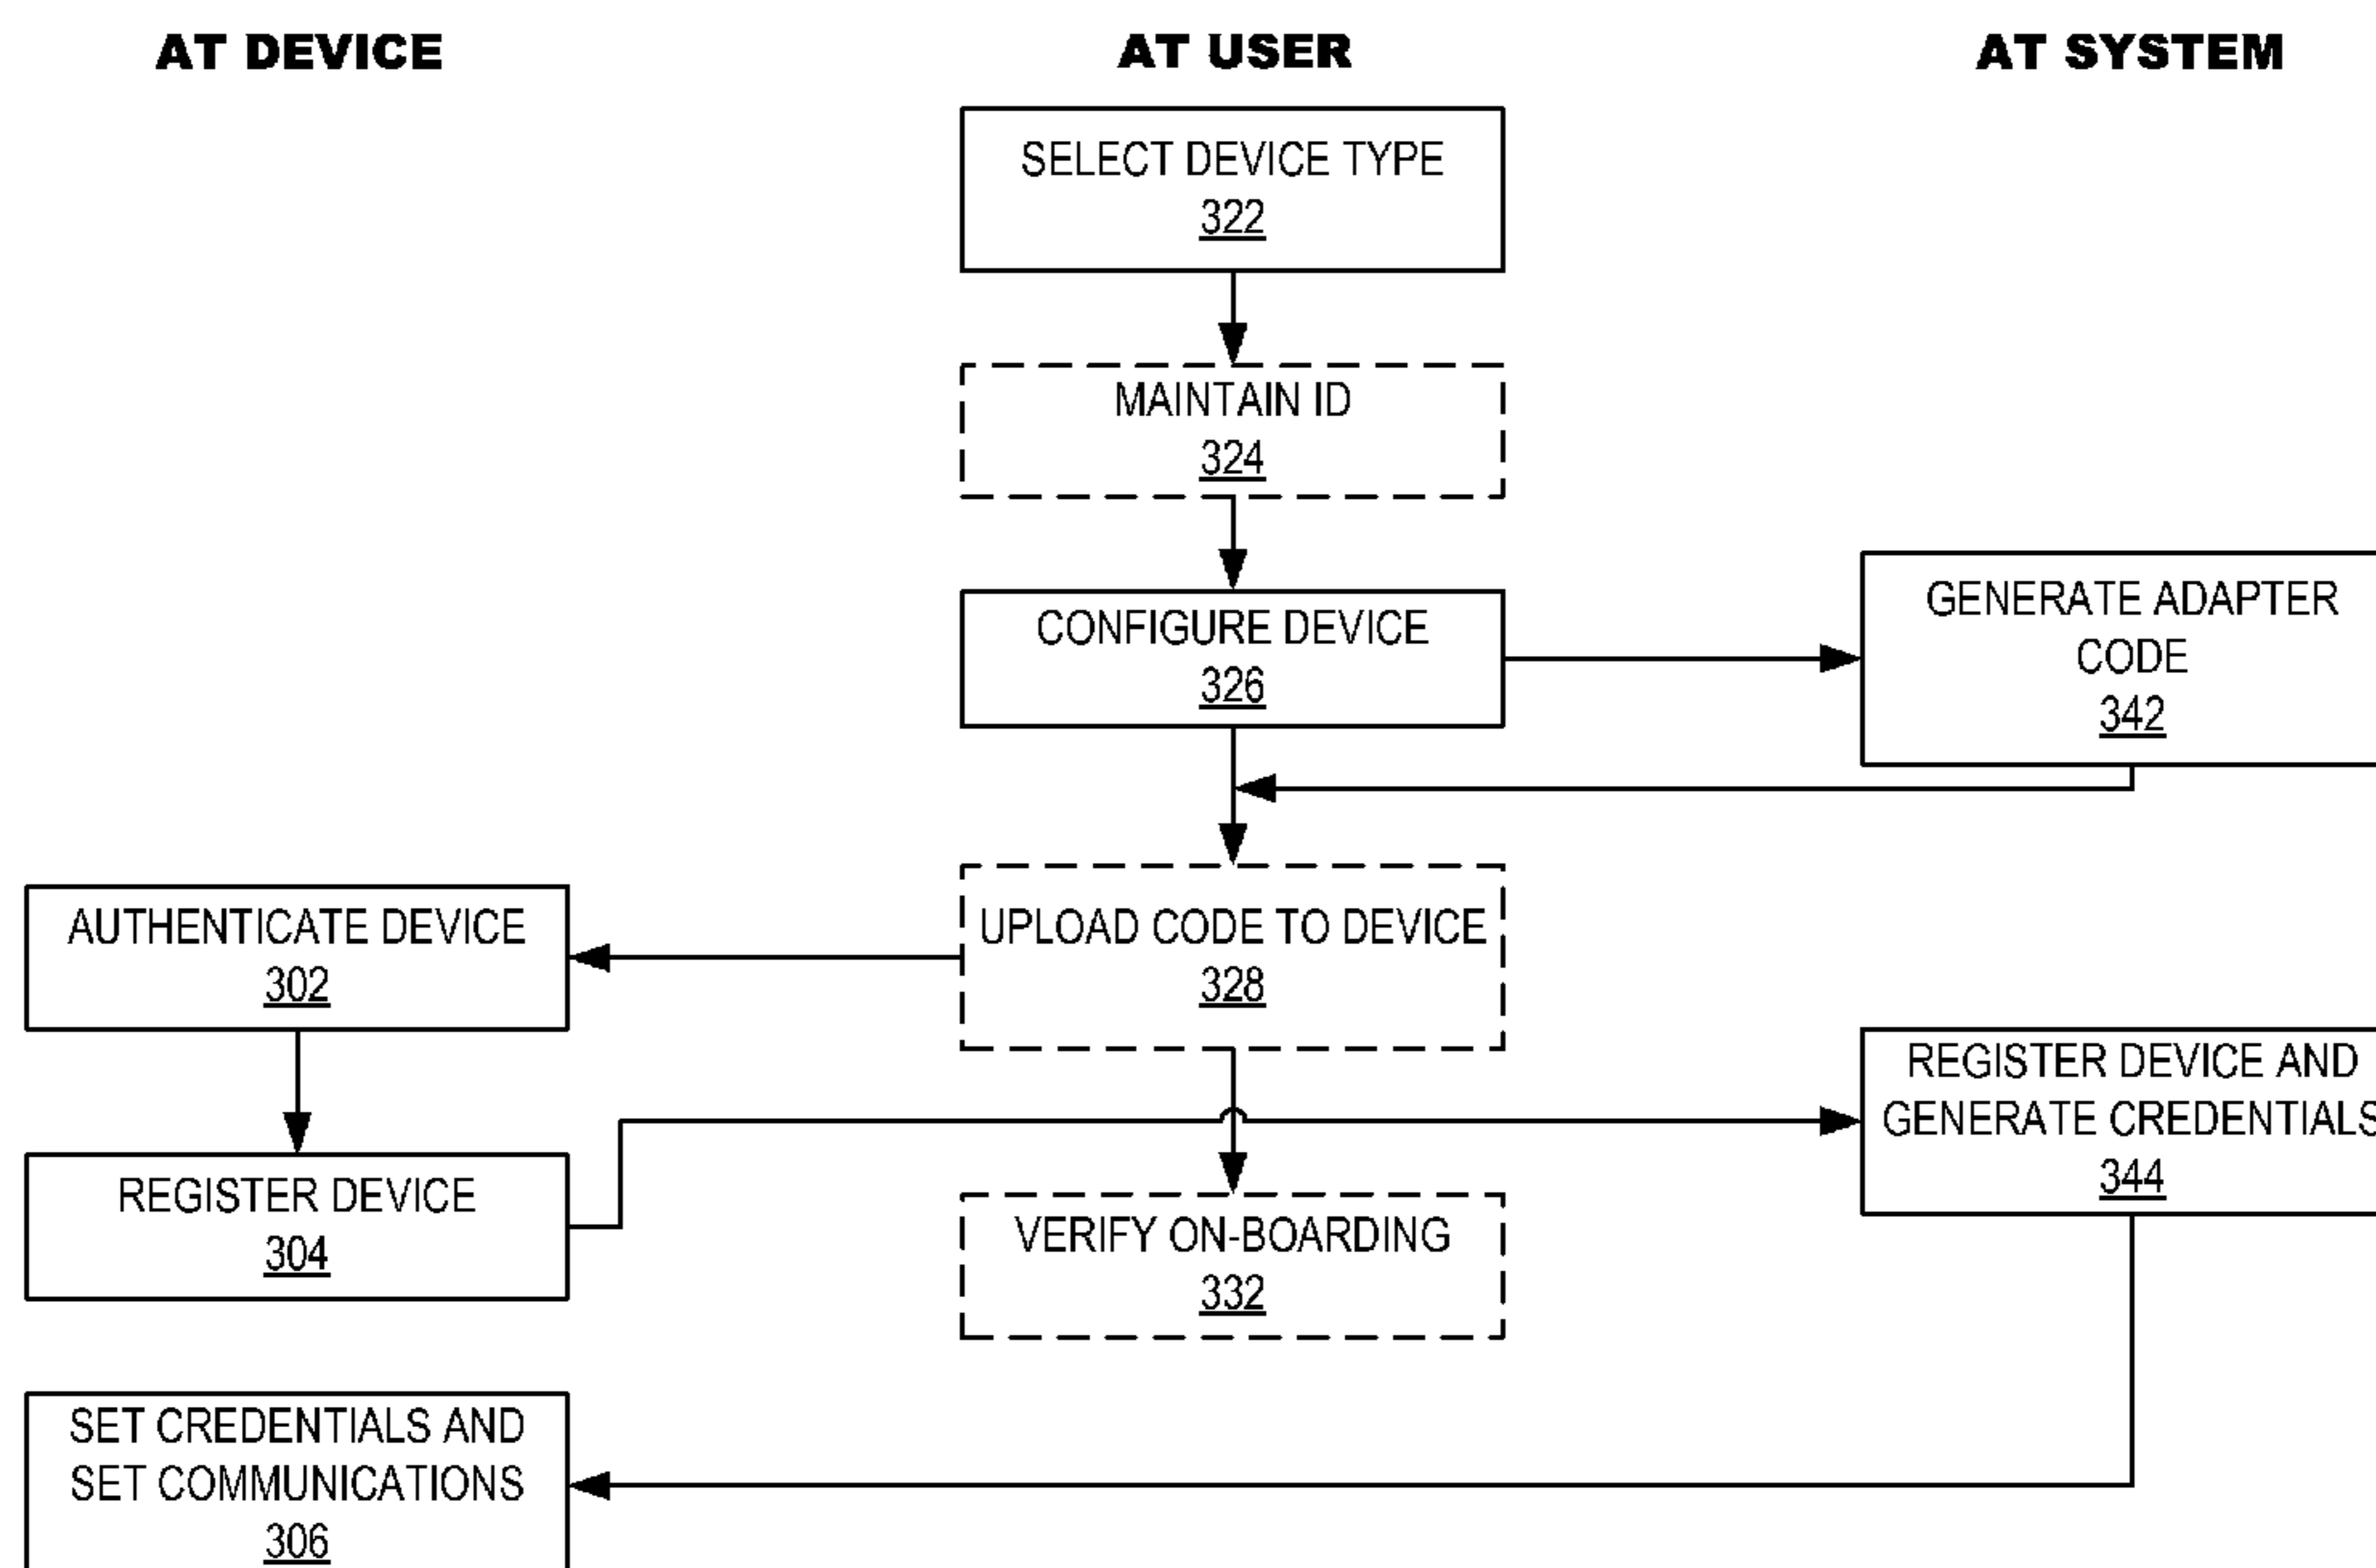 AT DEVICE
AT USER
AT SYSTEM
SELECT DEVICE TYPE
322
MAINTAIN ID
324
CONFIGURE DEVICE
326
GENERATE ADAPTER
CODE
342
UPLOAD CODE TO DEVICE
328
AUTHENTICATE DEVICE
302
REGISTER DEVICE AND
GENERATE CREDENTIALS
344
REGISTER DEVICE
304
VERIFY ON-BOARDING
332
SET CREDENTIALS AND
SET COMMUNICATIONS
306